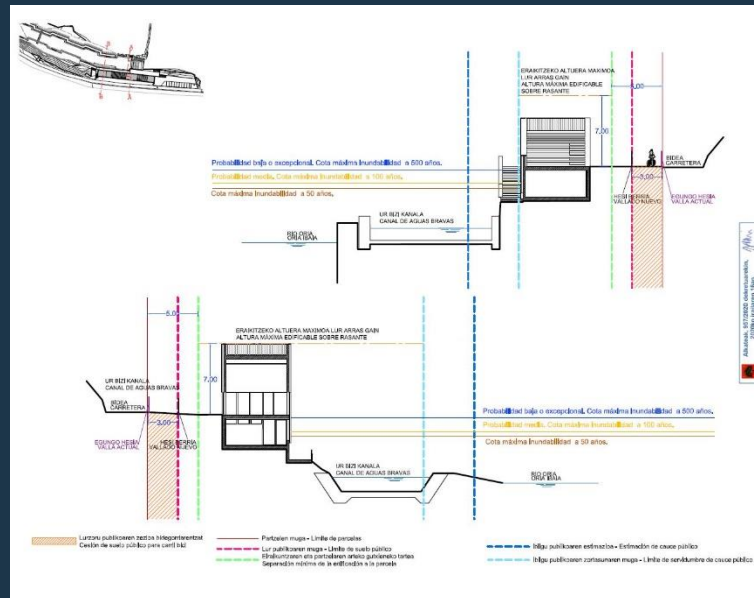 ERAIKITZEKO ALTUERA MAXIMOA
LUR ARRAS GAIN
ALTURA MÁXIMA EDIFICABLE
SOBRE RASANTE
7,00
Probabilidad baja o excepcional. Cota máxima Inundabilidad a 500 años.
Probabilidad media. Cota máxima Inundabilidad a 100 años.
Cota máxima Inundabilidad a 50 años.
BIDEA
CARRETERA
3,00
HESI BERRIA
VALLADO NUEVO
EGUNGO HESIA
VALLA ACTUAL
UR BIZI KANALA
CANAL DE AGUAS BRAVAS
RIO ORIA
ORIA IBAIA
5,00
ERAIKITZEKO ALTUERA MAXIMOA LUR ARRAS GAIN
ALTURA MÁXIMA EDIFICABLE SOBRE RASANTE
7,00
UR BIZI KANALA
CANAL DE AGUAS BRAVAS
BIDEA
CARRETERA
3,00
EGUNGO HESIA
VALLA ACTUAL
HESI BERRIA
VALLADO NUEVO
Probabilidad baja o excepcional. Cota máxima Inundabilidad a 500 años.
Probabilidad media. Cota máxima Inundabilidad a 100 años.
Cota máxima Inundabilidad a 50 años.
UR BIZI KANALA
CANAL DE AGUAS BRAVAS
RIO ORIA
ORIA IBAIA
Lurzoru publikoaren
Cesión de suelo público para carril bici
Partzelen muga - Límite de parcelas
Lur publikoaren muga - Límite de suelo público
Eraikuntzaren eta partzelaren arteko gutxieneko tartea
Separación mínima de la edificación a la parcela
Ibilgu publikoaren estimazioa - Estimación de cauce público
Ibilgu publikoaren zortasunaren muga - Límite de servidumbre de cauce público